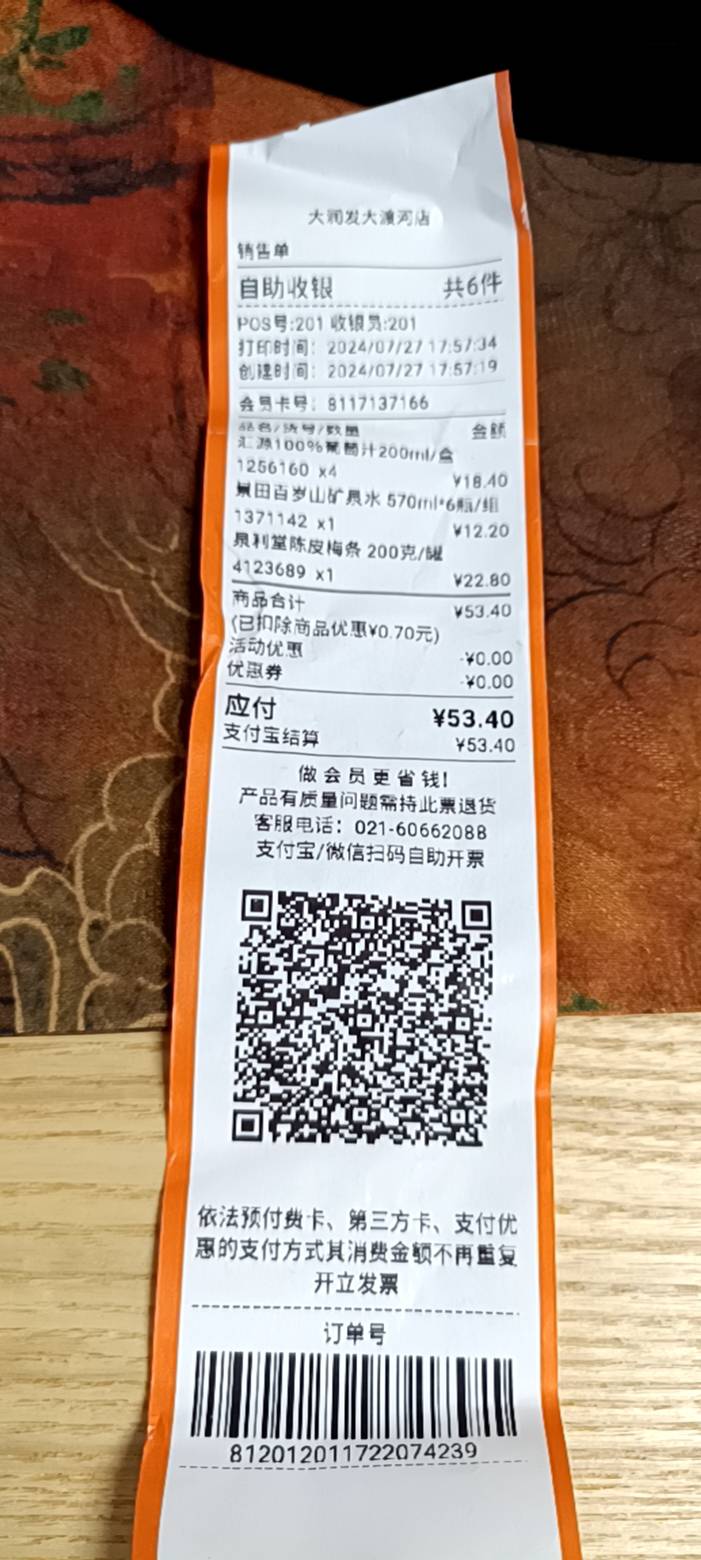 大润发大渡河店
销售单
自助收银 共6件
POS号:201 收银员:201
打印时间: 2024/07/27 17:57:34
创建时间: 2024/07/27 17:57:19
会员卡号: 8117137166
品名/货号/数量 金额
汇源100%葡萄汁200ml/盒
1256160 x4 ¥18.40
景田百岁山矿泉水 570ml*6瓶/组
1371142 x1 ¥12.20
泉利堂陈皮梅条 200克/罐
4123689 x1 ¥22.80
商品合计 ¥53.40
(已扣除商品优惠¥0.70元)
活动优惠 -¥0.00
优惠券 -¥0.00
应付 ¥53.40
支付宝结算 ¥53.40
做会员更省钱!
产品有质量问题需持此票退货
客服电话: 021-60662088
支付宝/微信扫码自助开票
依法预付费卡、第三方卡、支付优
惠的支付方式其消费金额不再重复
开立发票
订单号
812012011722074239